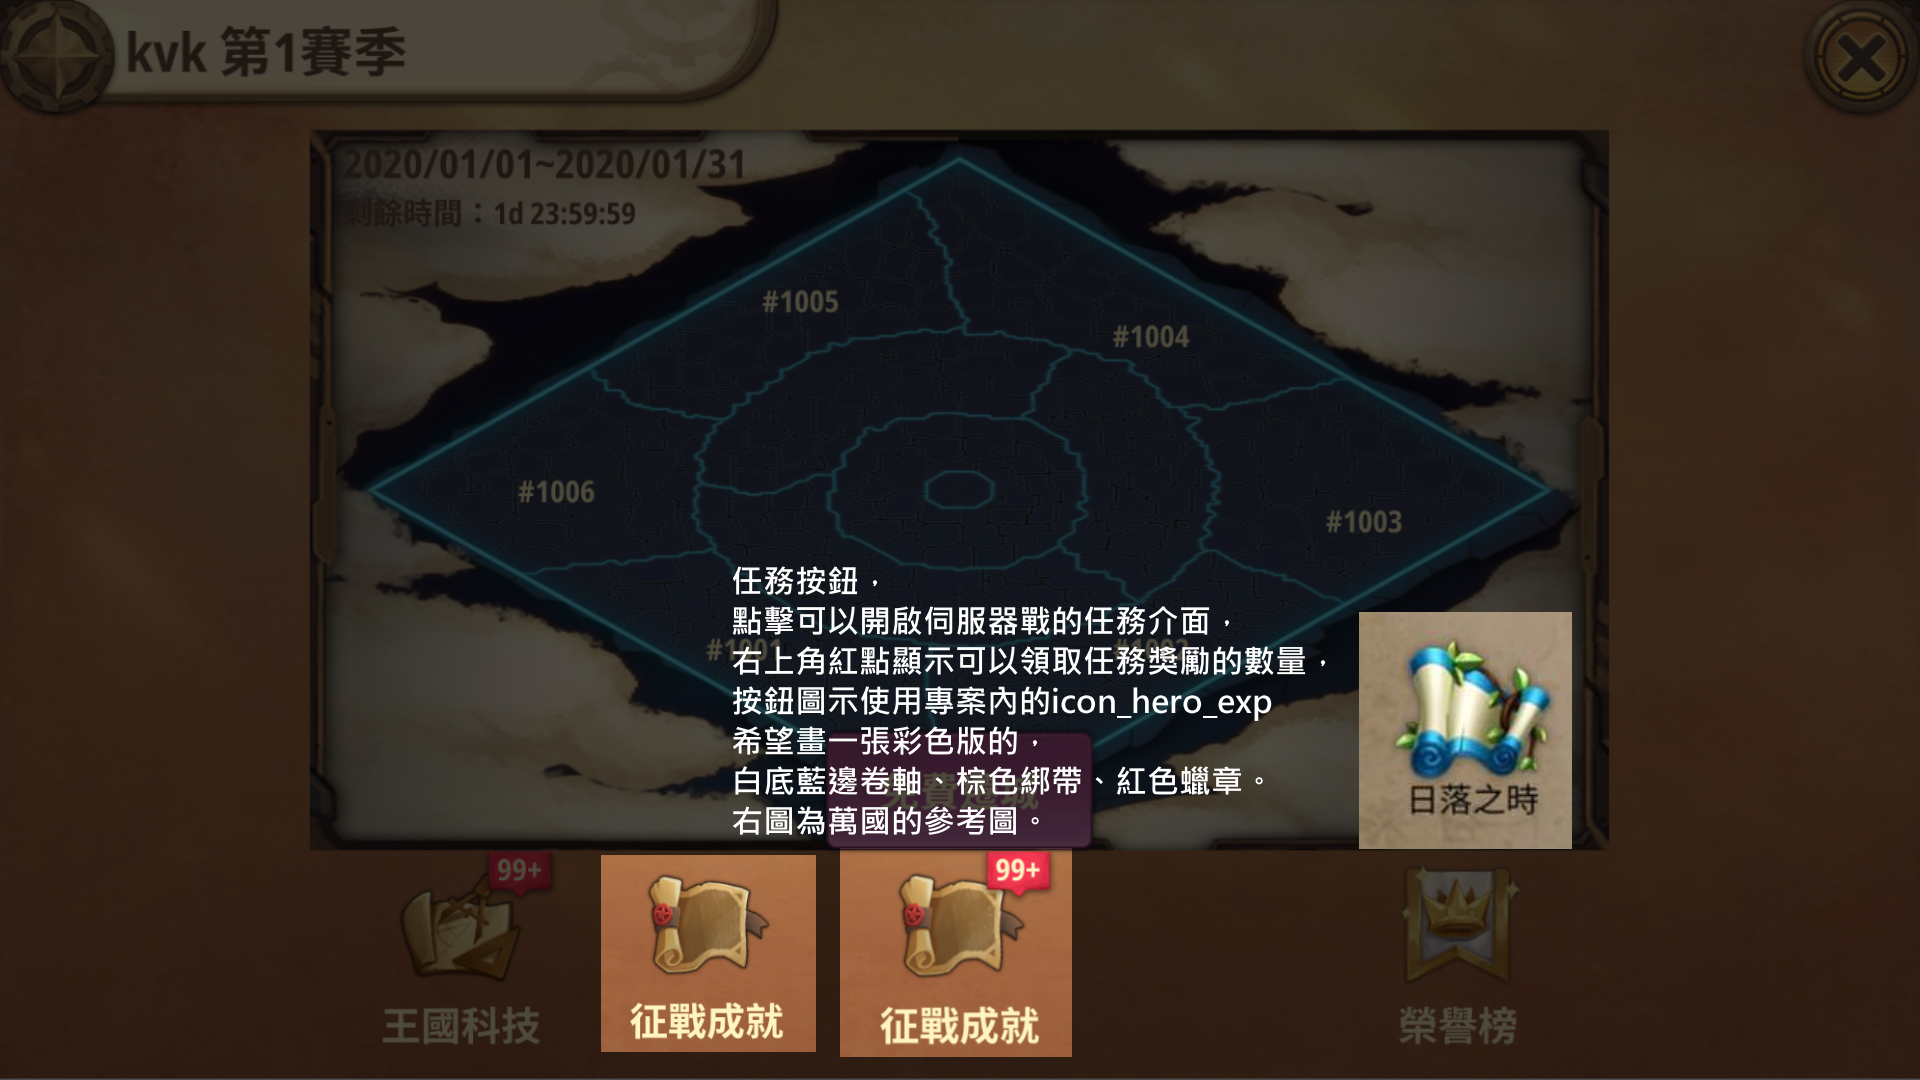 kvk 第1賽季
2020/01/01~2020/01/31
剩餘時間：1d 23:59:59
#1005
#1004
#1006
#1003
#1001
任務按鈕，
點擊可以開啟伺服器戰的任務介面，
右上角紅點顯示可以領取任務獎勵的數量，
按鈕圖示使用專案內的icon_hero_exp
希望畫一張彩色版的，
白底藍邊卷軸、棕色綁帶、紅色蠟章。
右圖為萬國的參考圖。
日落之時
99+
99+
王國科技
征戰成就
征戰成就
榮譽榜